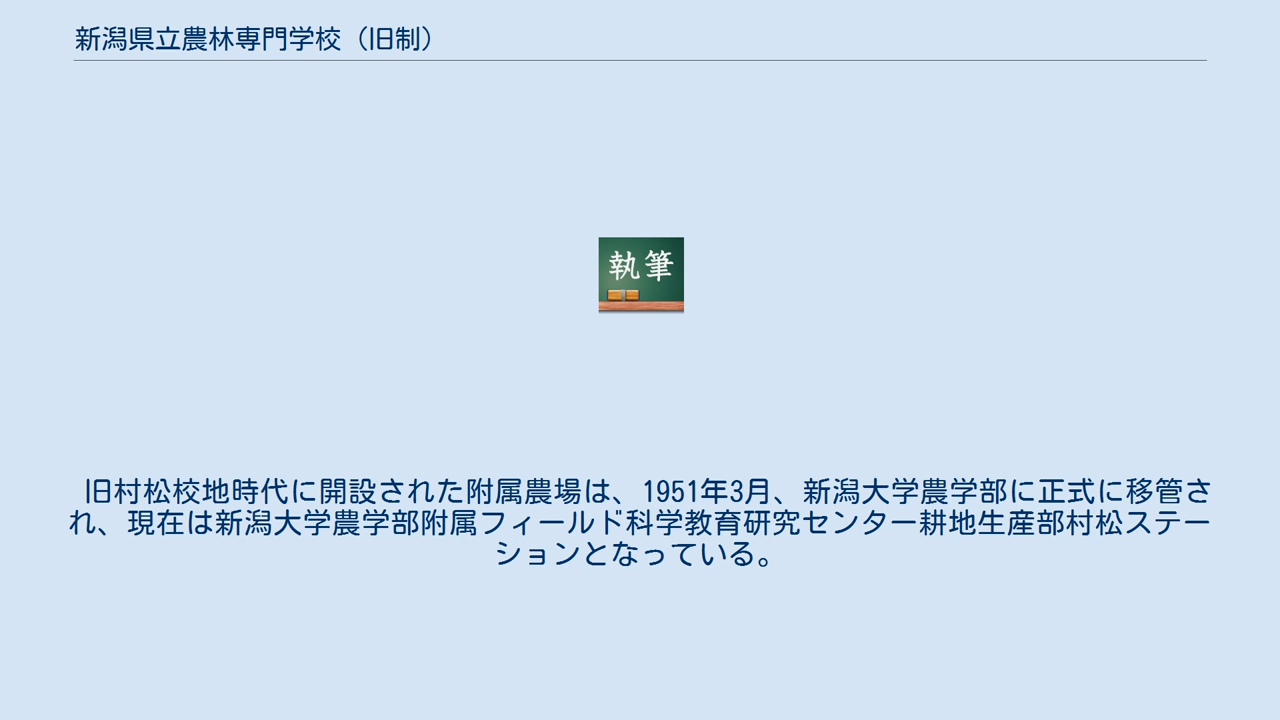 新潟県立農林専門学校（旧制）
執筆
旧村松校地時代に開設された附属農場は、1951年3月、新潟大学農学部に正式に移管さ
れ、現在は新潟大学農学部附属フィールド科学教育研究センター耕地生産部村松ステー
ションとなっている。